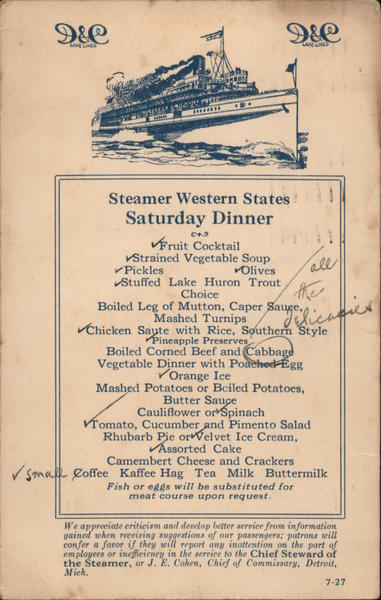 D&C
LAKE LINES
D&C
LAKE LINES
Steamer Western States
Saturday Dinner
Fruit Cocktail
Strained Vegetable Soup
Pickles Olives
Stuffed Lake Huron Trout
Choice
Boiled Leg of Mutton, Caper Sauce
Mashed Turnips
Chicken Saute with Rice, Southern Style
Pineapple Preserves
Boiled Corned Beef and Cabbage
all
the
delicacies
Vegetable Dinner with Poached Egg
Orange Ice
Mashed Potatoes or Boiled Potatoes,
Butter Sauce
Cauliflower or Spinach
Tomato, Cucumber and Pimento Salad
Rhubarb Pie or Velvet Ice Cream,
Assorted Cake
Camembert Cheese and Crackers
small Coffee Kaffee Hag Tea Milk Buttermilk
Fish or eggs will be substituted for
meat course upon request.
We appreciate criticism and develop better service from information
gained when receiving suggestions of our passengers; patrons will
confer a favor if they will report any inattention on the part of
employees or inefficiency in the service to the Chief Steward of
the Steamer, or J. E. Cohen, Chief of Commissary, Detroit,
Mich.
7-27